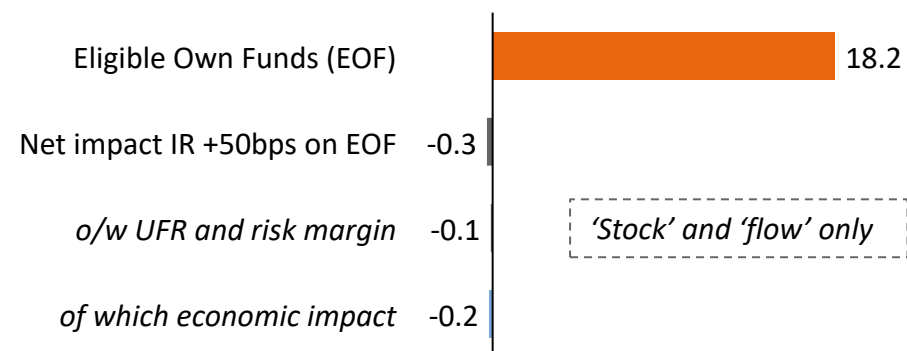 Eligible Own Funds (EOF) 18.2
Net impact IR +50bps on EOF -0.3
o/w UFR and risk margin -0.1 ‘Stock’ and ‘flow’ only
of which economic impact -0.2